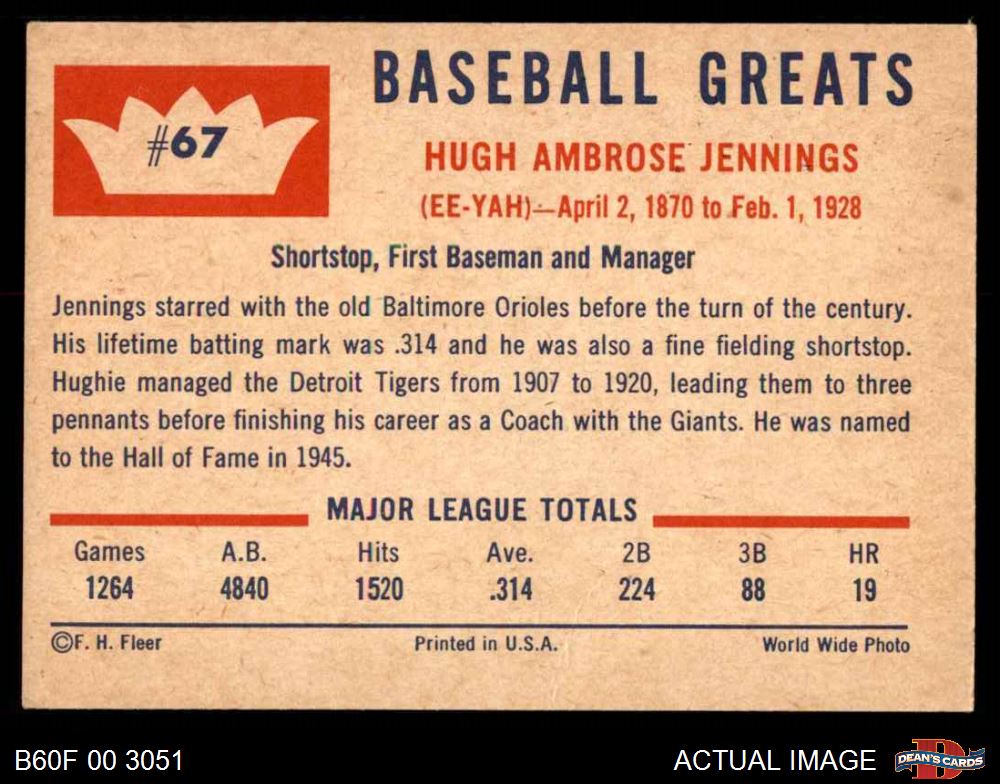 #67
BASEBALL GREATS
HUGH AMBROSE JENNINGS
(EE-YAH)—April 2, 1870 to Feb. 1, 1928
Shortstop, First Baseman and Manager
Jennings starred with the old Baltimore Orioles before the turn of the century.
His lifetime batting mark was .314 and he was also a fine fielding shortstop.
Hughie managed the Detroit Tigers from 1907 to 1920, leading them to three
pennants before finishing his career as a Coach with the Giants. He was named
to the Hall of Fame in 1945.
MAJOR LEAGUE TOTALS
Games A.B. Hits Ave. 2B 3B HR
1264 4840 1520 .314 224 88 19
©F. H. Fleer Printed in U.S.A. World Wide Photo
B60F 00 3051 ACTUAL IMAGE DEAN'S CARDS